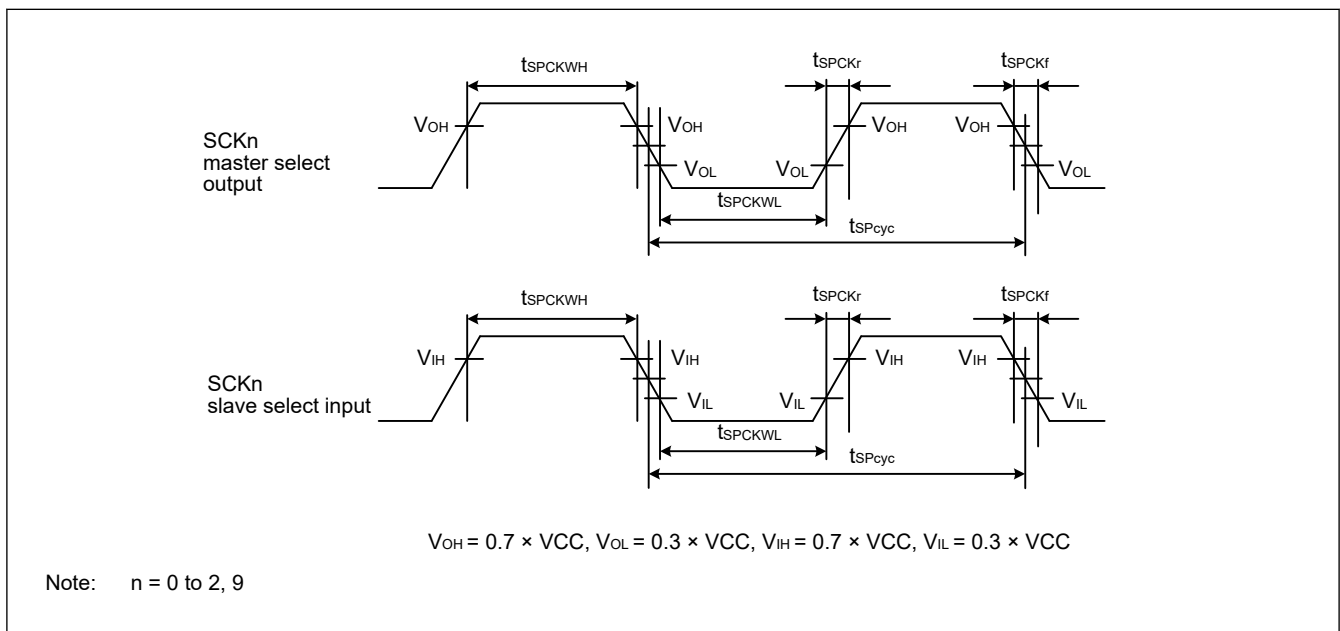 tSPCKWH tSPCKr tSPCKf
VOH VOH VOH VOH
SCKn
master select
output
VOL VOL VOL
tSPCKWL
tSPcyc
tSPCKWH tSPCKr tSPCKf
VIH VIH VIH VIH
SCKn
slave select input
VIL VIL VIL
tSPCKWL
tSPcyc
VOH = 0.7 × VCC, VOL = 0.3 × VCC, VIH = 0.7 × VCC, VIL = 0.3 × VCC
Note: n = 0 to 2, 9